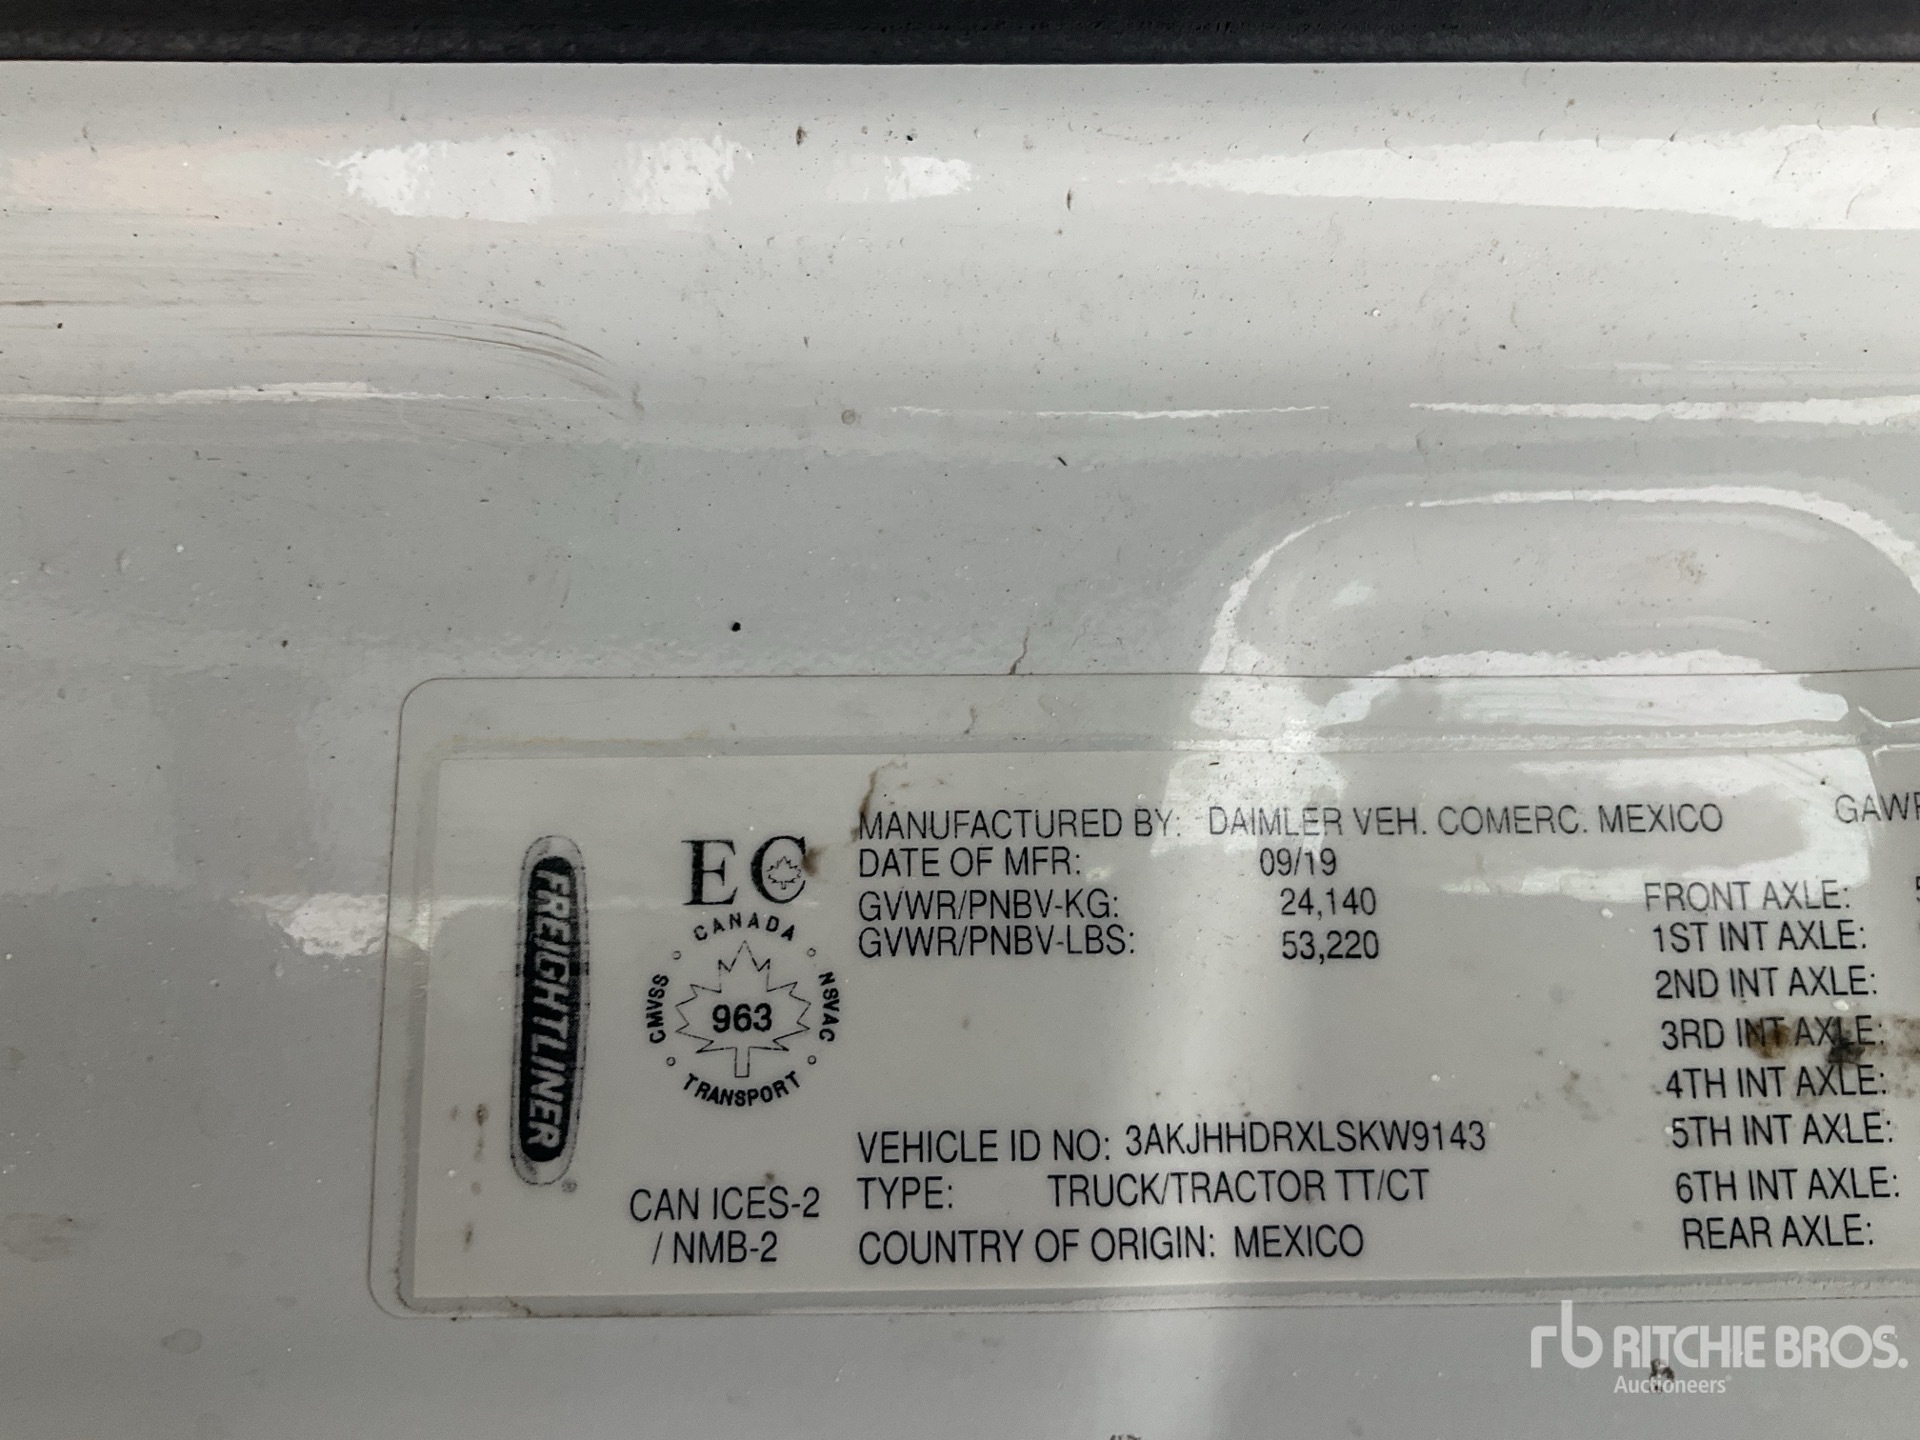 MANUFACTURED BY: DAIMLER VEH. COMERC. MEXICO
DATE OF MFR: 09/19
GVWR/PNBV-KG: 24,140
GVWR/PNBV-LBS: 53,220
FREIGHTLINER
EC
CANADA
CMVSS
963
NSVAC
TRANSPORT
CAN ICES-2
/ NMB-2
VEHICLE ID NO: 3AKJHHDRXLSKW9143
TYPE: TRUCK/TRACTOR TT/CT
COUNTRY OF ORIGIN: MEXICO
FRONT AXLE:
1ST INT AXLE:
2ND INT AXLE:
3RD INT AXLE:
4TH INT AXLE:
5TH INT AXLE:
6TH INT AXLE:
REAR AXLE:
rb RITCHIE BROS.
Auctioneers